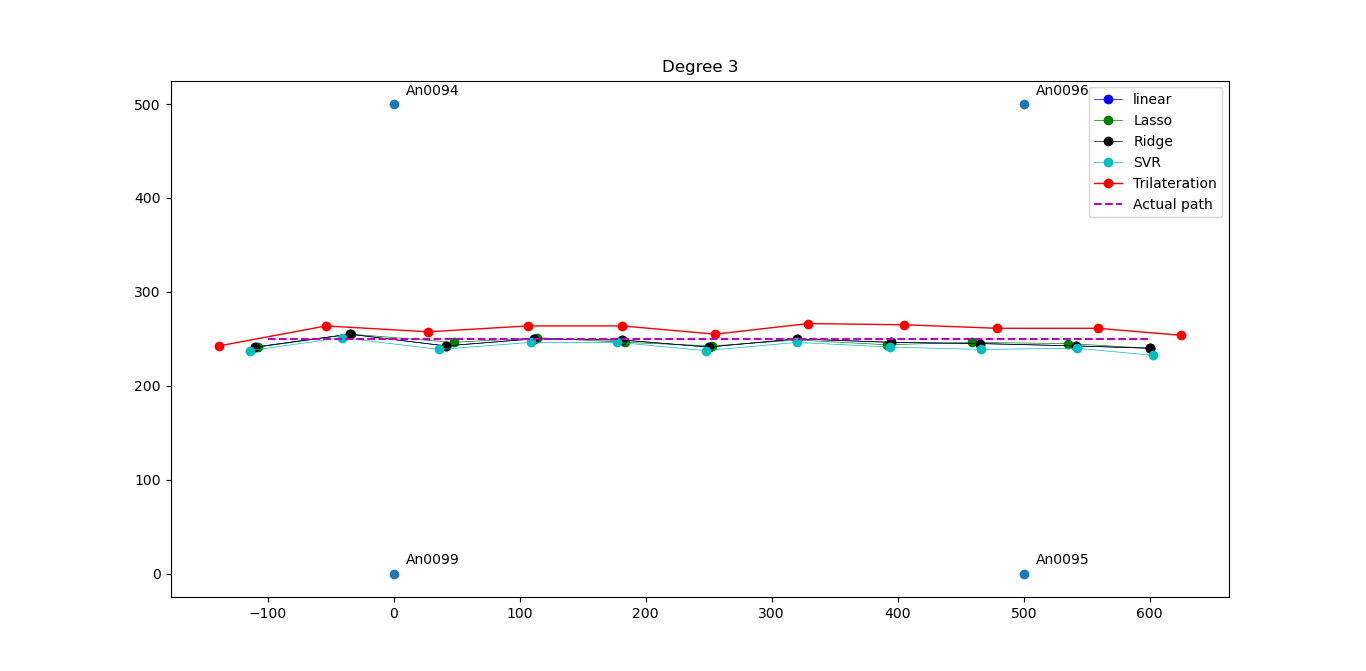 Degree 3
An0094
An0096
linear
Lasso
Ridge
SVR
Trilateration
Actual path
500
400
300
200
100
0
An0099
An0095
−100
0
100
200
300
400
500
600